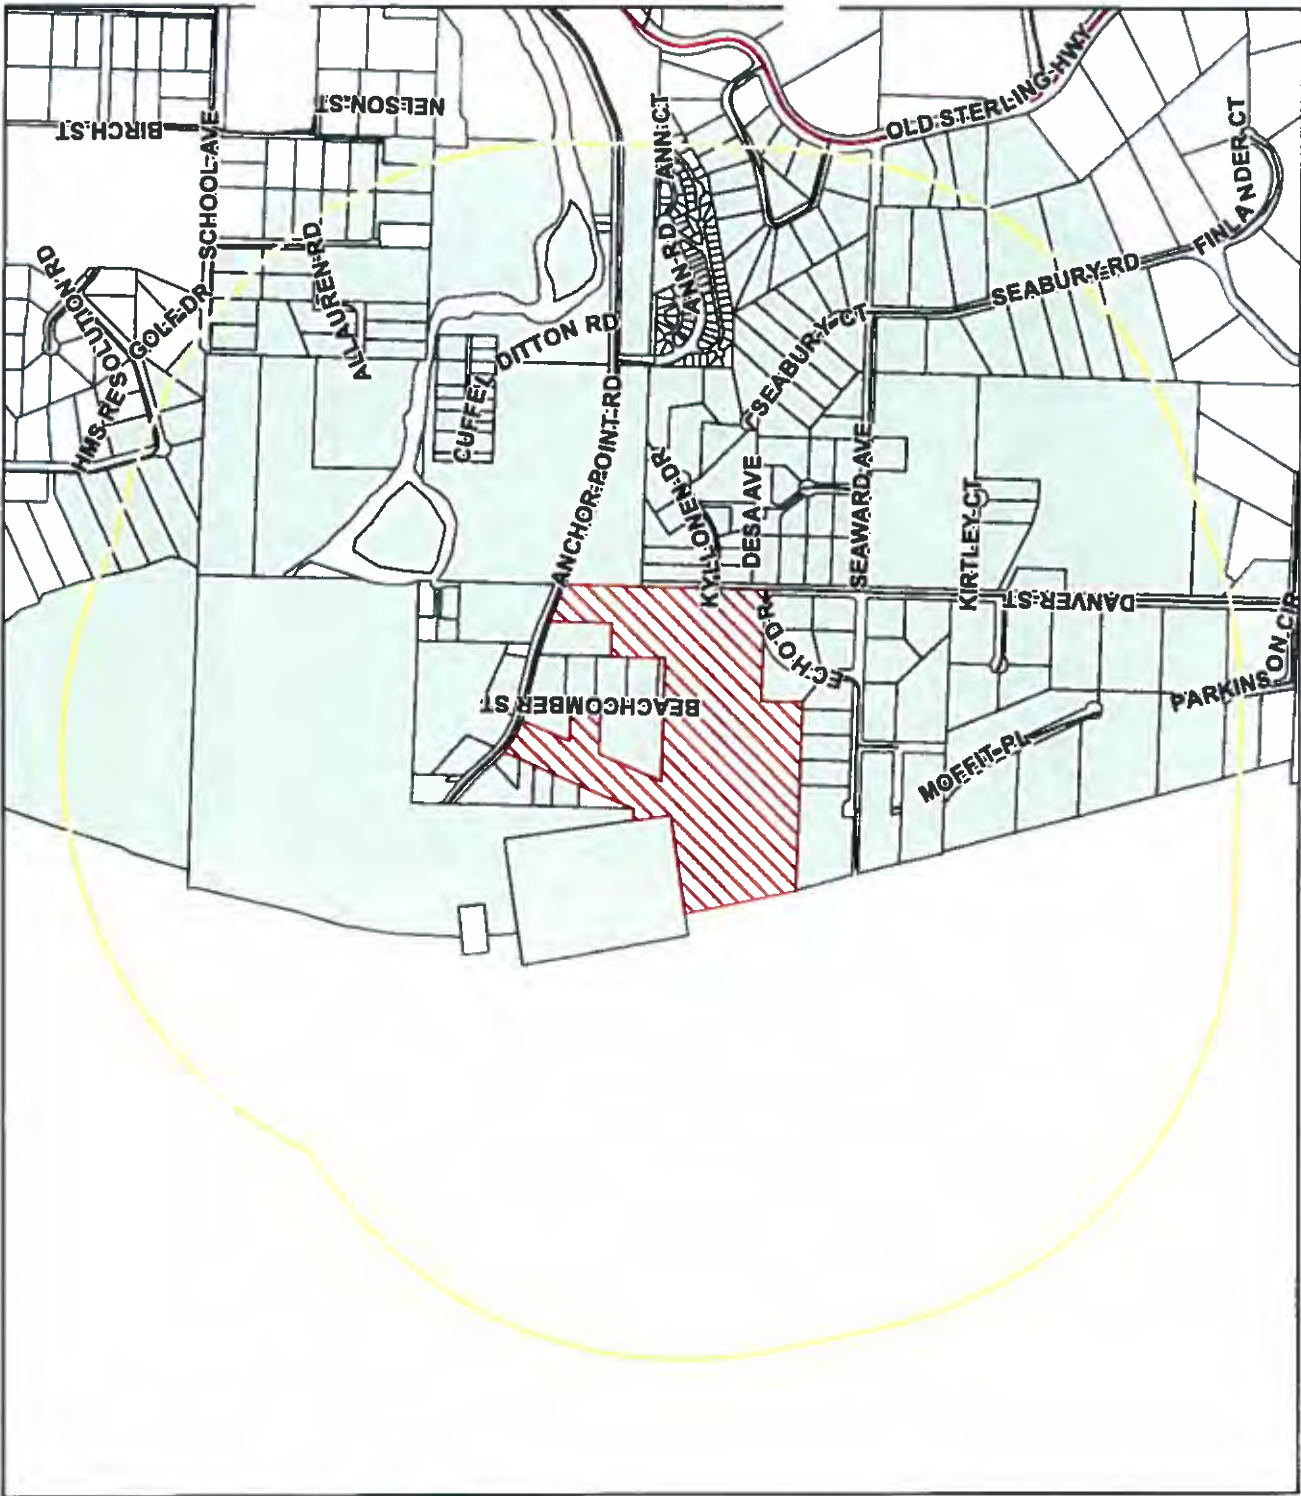 NELSON ST
BIRCH ST
SCHOOL AVE
ANN CT
OLD STERLING HWY
FINLANDER CT
HMS RESOLUTION RD
GOLF DR
ALLAUREN RD
ANN RD
SEABURY RD
DITTON RD
CUFFEL
SEABURY CT
ANCHOR POINT RD
KYLLONEN DR
DESA AVE
SEAWARD AVE
KIRTLEY CT
DANVER ST
ECHO DR
PARKINSON CIR
BEACHCOMBER ST
MOFFIT PL